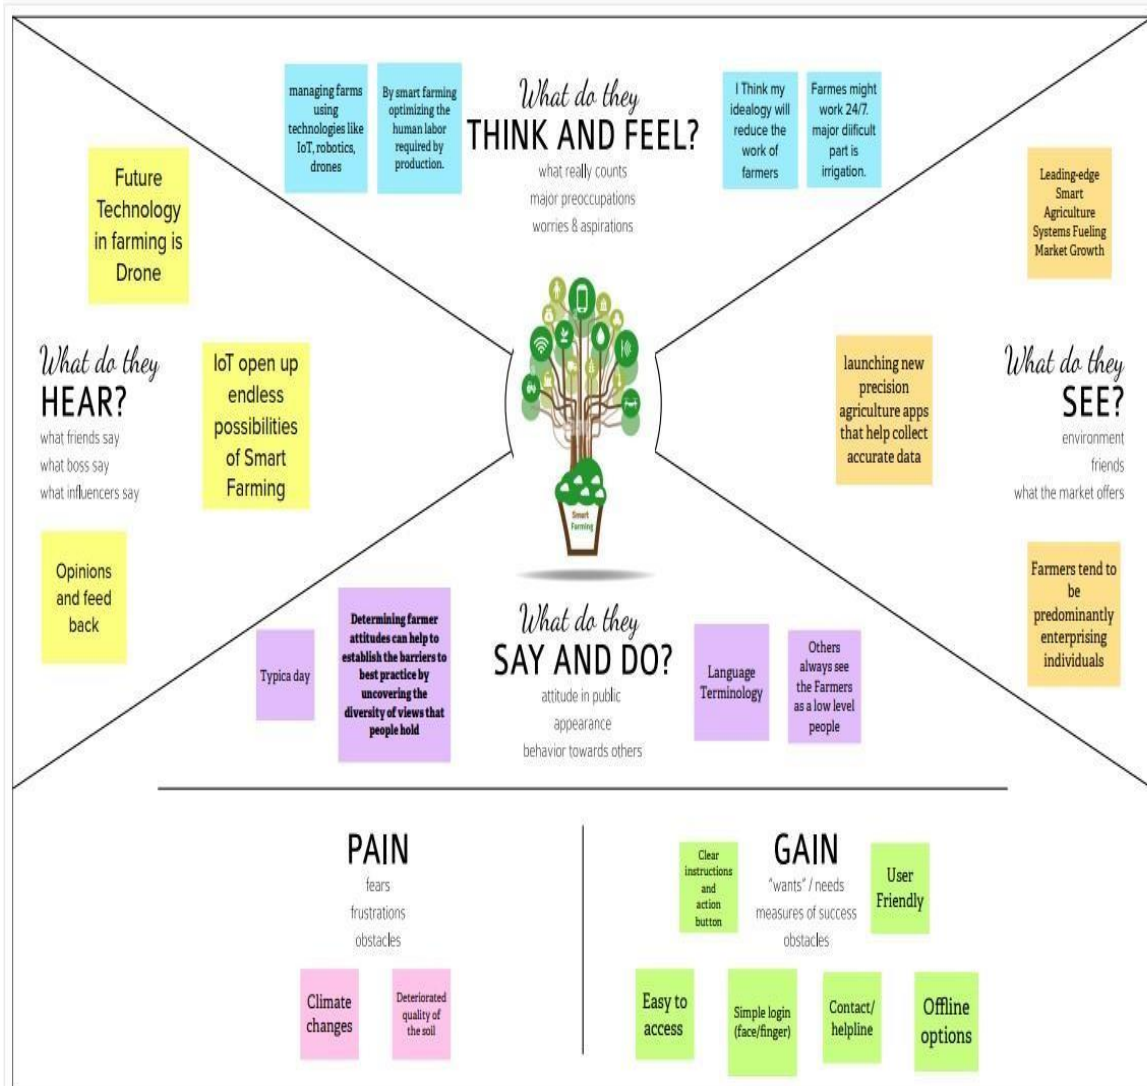 What do they
THINK AND FEEL?
what really counts
major preoccupations
worries & aspirations
managing farms
using
technologies like
IoT, robotics,
drones
By smart farming
optimizing the
human labor
required by
production.
I Think my
idealogy will
reduce the
work of
farmers
Farmes might
work 24/7.
major diifficult
part is
irrigation.
What do they
HEAR?
what friends say
what boss say
what influencers say
Future
Technology
in farming is
Drone
IoT open up
endless
possibilities
of Smart
Farming
Opinions
and feed
back
Smart
Farming
What do they
SEE?
environment
friends
what the market offers
Leading-edge
Smart
Agriculture
Systems Fueling
Market Growth
launching new
precision
agriculture apps
that help collect
accurate data
Farmers tend to
be
predominantly
enterprising
individuals
What do they
SAY AND DO?
attitude in public
appearance
behavior towards others
Typica day
Determining farmer
attitudes can help to
establish the barriers to
best practice by
uncovering the
diversity of views that
people hold
Language
Terminology
Others
always see
the Farmers
as a low level
people
PAIN
fears
frustrations
obstacles
Climate
changes
Deteriorated
quality of
the soil
GAIN
"wants" / needs
measures of success
obstacles
Clear
instructions
and
action
button
User
Friendly
Easy to
access
Simple login
(face/finger)
Contact/
helpline
Offline
options